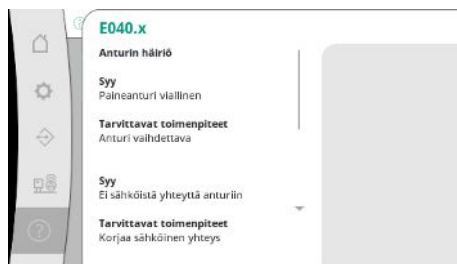 E040.x
Anturin häiriö
Syy
Paineanturi viallinen
Tarvittavat toimenpiteet
Anturi vaihdettava
Syy
Ei sähköistä yhteyttä anturiin
Tarvittavat toimenpiteet
Korjaa sähköinen yhteys